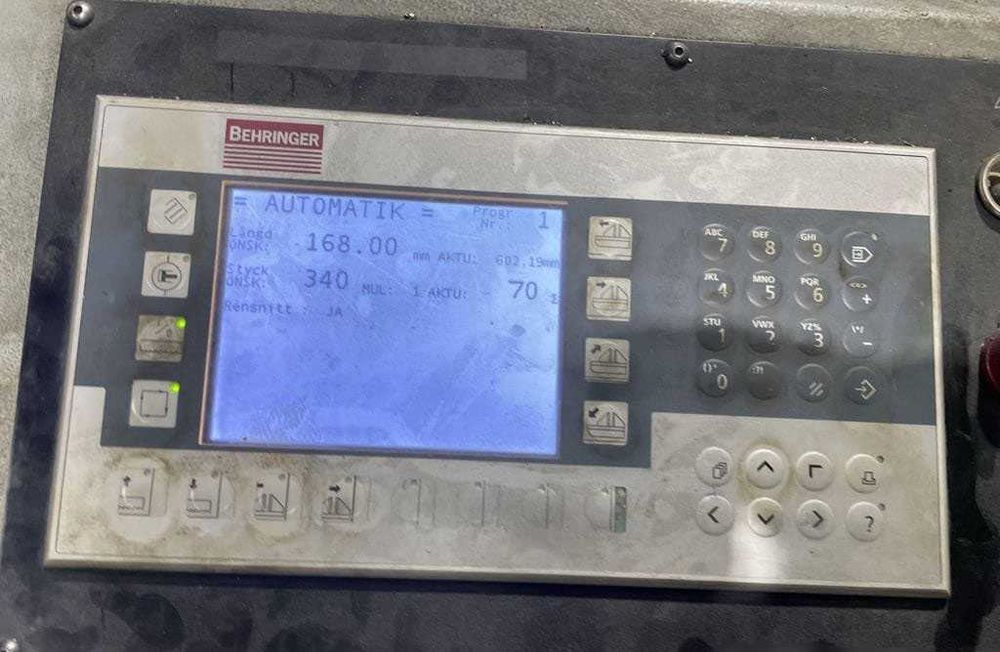 BEHRINGER
= AUTOMATIK = Progr Nr.: 1
Längd
ÖNSK: 168.00 mm AKTU: 602.19mm
Styck
ÖNSK: 340 MUL: 1 AKTU: 70
Rensnitt : JA
ABC 7 DEF 8 GHI 9
JKL 4 MNO 5 PQR 6 <=> +
STU 1 VWX 2 YZ% 3 (*/) -
0 .
?